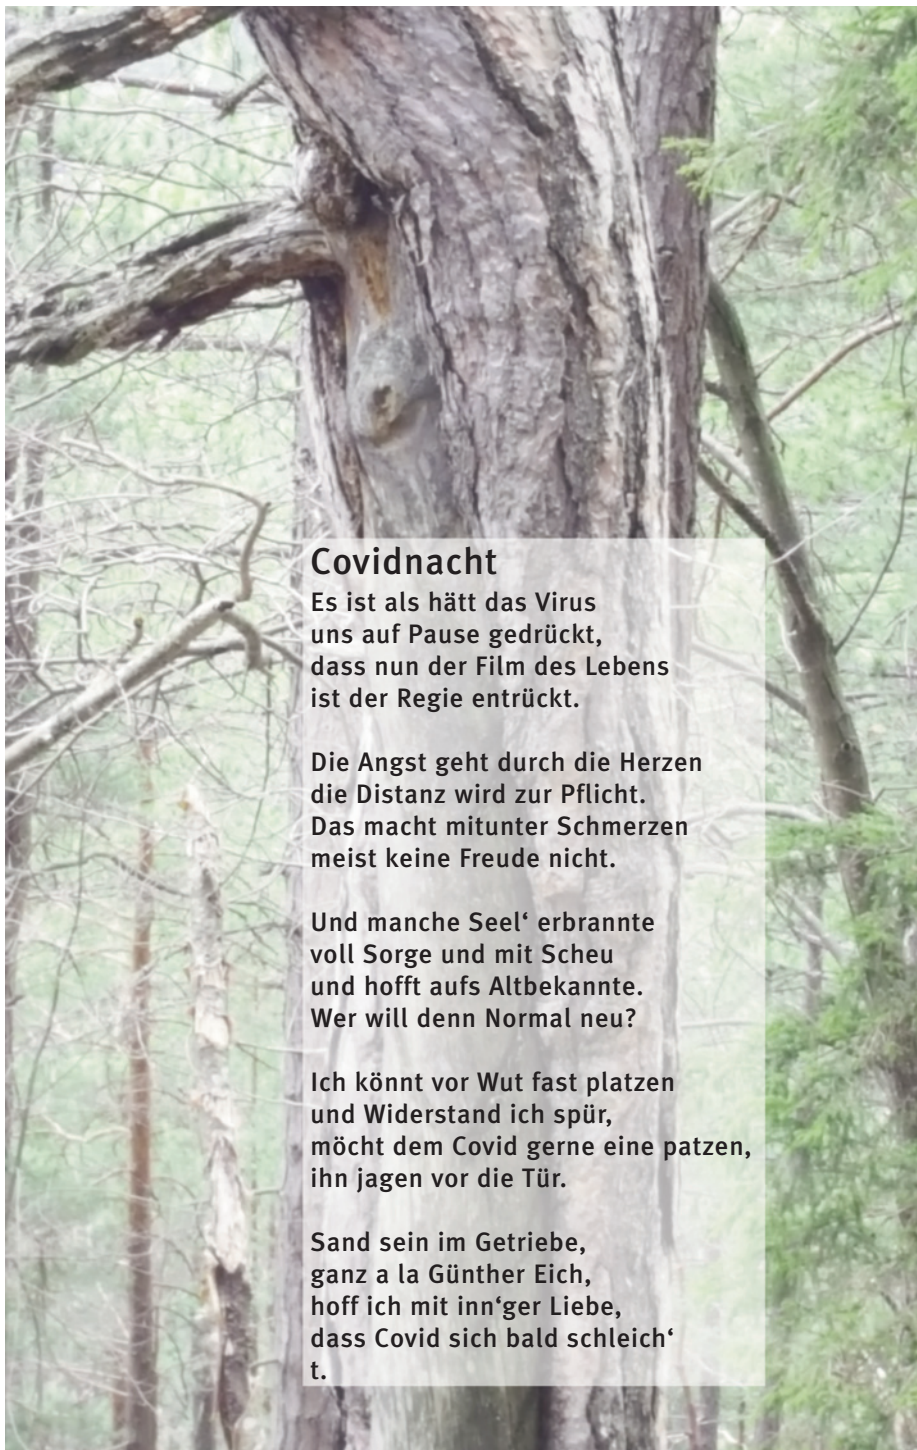 Covidnacht
Es ist als hätt das Virus
uns auf Pause gedrückt,
dass nun der Film des Lebens
ist der Regie entrückt.

Die Angst geht durch die Herzen
die Distanz wird zur Pflicht.
Das macht mitunter Schmerzen
meist keine Freude nicht.

Und manche Seel‘ erbrannte
voll Sorge und mit Scheu
und hofft aufs Altbekannte.
Wer will denn Normal neu?

Ich könnt vor Wut fast platzen
und Widerstand ich spür,
möcht dem Covid gerne eine patzen,
ihn jagen vor die Tür.

Sand sein im Getriebe,
ganz a la Günther Eich,
hoff ich mit inn‘ger Liebe,
dass Covid sich bald schleich‘
t.